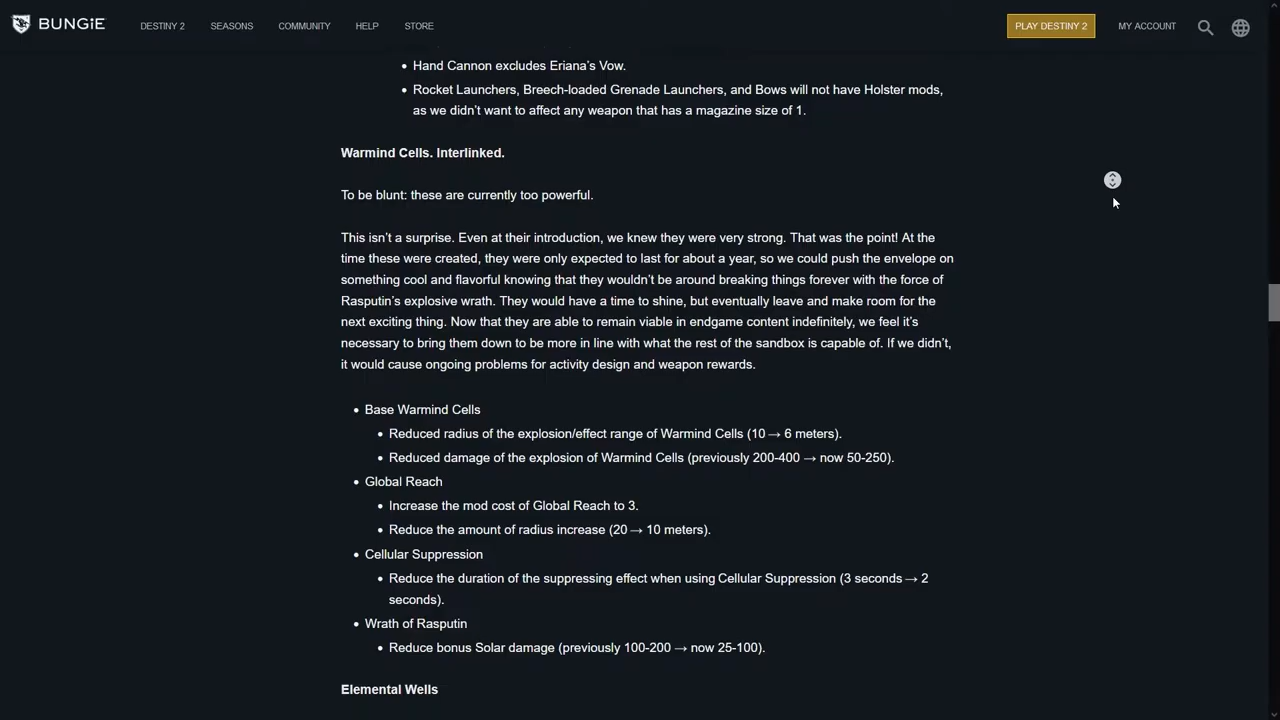 BUNGiE DESTINY 2 SEASONS COMMUNITY HELP STORE PLAY DESTINY 2 MY ACCOUNT
• Hand Cannon excludes Eriana's Vow.
• Rocket Launchers, Breech-loaded Grenade Launchers, and Bows will not have Holster mods,
as we didn't want to affect any weapon that has a magazine size of 1.
Warmind Cells. Interlinked.
To be blunt: these are currently too powerful.
This isn't a surprise. Even at their introduction, we knew they were very strong. That was the point! At the
time these were created, they were only expected to last for about a year, so we could push the envelope on
something cool and flavorful knowing that they wouldn't be around breaking things forever with the force of
Rasputin's explosive wrath. They would have a time to shine, but eventually leave and make room for the
next exciting thing. Now that they are able to remain viable in endgame content indefinitely, we feel it's
necessary to bring them down to be more in line with what the rest of the sandbox is capable of. If we didn't,
it would cause ongoing problems for activity design and weapon rewards.
• Base Warmind Cells
• Reduced radius of the explosion/effect range of Warmind Cells (10 → 6 meters).
• Reduced damage of the explosion of Warmind Cells (previously 200-400 → now 50-250).
• Global Reach
• Increase the mod cost of Global Reach to 3.
• Reduce the amount of radius increase (20 → 10 meters).
• Cellular Suppression
• Reduce the duration of the suppressing effect when using Cellular Suppression (3 seconds → 2
seconds).
• Wrath of Rasputin
• Reduce bonus Solar damage (previously 100-200 → now 25-100).
Elemental Wells